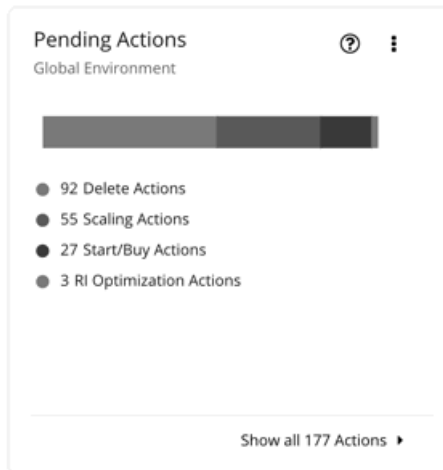 Pending Actions
Global Environment
92 Delete Actions
55 Scaling Actions
27 Start/Buy Actions
3 RI Optimization Actions
Show all 177 Actions